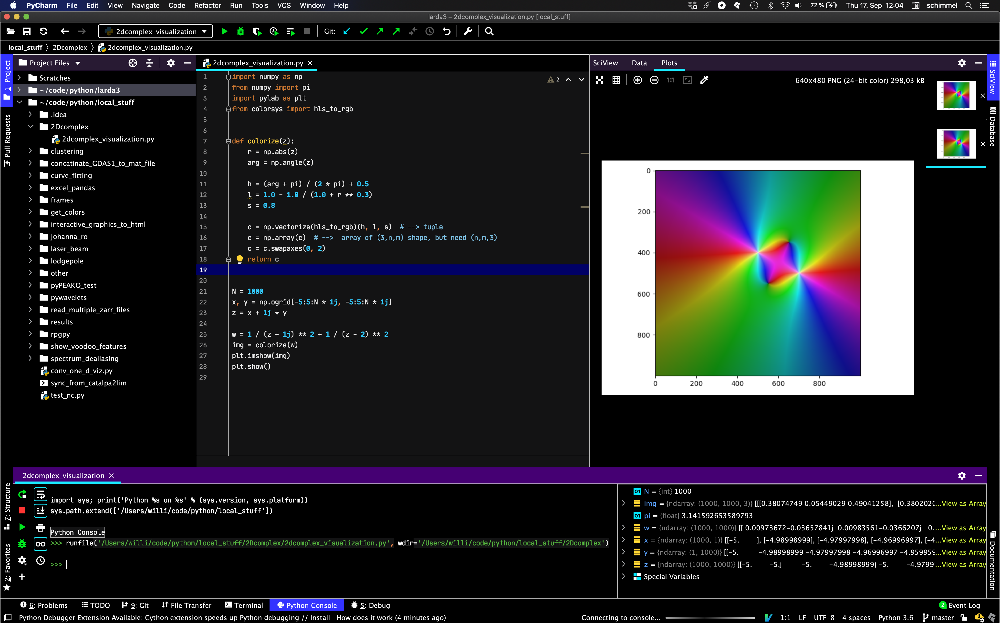 PyCharm File Edit View Navigate Code Refactor Run Tools VCS Window Help
72 % Thu 17. Sep 12:04 schimmel
larda3 – 2dcomplex_visualization.py [local_stuff]
2dcomplex_visualization Git:
local_stuff 2Dcomplex 2dcomplex_visualization.py
1: Project
Pull Requests
Project Files
Scratches
~/code/python/larda3
~/code/python/local_stuff
.idea
2Dcomplex
2dcomplex_visualization.py
clustering
concatinate_GDAS1_to_mat_file
curve_fitting
excel_pandas
frames
get_colors
interactive_graphics_to_html
johanna_ro
laser_beam
lodgepole
other
pyPEAKO_test
pywavelets
read_multiple_zarr_files
results
rpgpy
show_voodoo_features
spectrum_dealiasing
conv_one_d_viz.py
sync_from_catalpa2lim
test_nc.py
2dcomplex_visualization.py
2
1 import numpy as np
2 from numpy import pi
3 import pylab as plt
4 from colorsys import hls_to_rgb
5
6
7 def colorize(z):
8 r = np.abs(z)
9 arg = np.angle(z)
10
11 h = (arg + pi) / (2 * pi) + 0.5
12 l = 1.0 - 1.0 / (1.0 + r ** 0.3)
13 s = 0.8
14
15 c = np.vectorize(hls_to_rgb)(h, l, s) # --> tuple
16 c = np.array(c) # --> array of (3,n,m) shape, but need (n,m,3)
17 c = c.swapaxes(0, 2)
18 return c
19
20
21 N = 1000
22 x, y = np.ogrid[-5:5:N * 1j, -5:5:N * 1j]
23 z = x + 1j * y
24
25 w = 1 / (z + 1j) ** 2 + 1 / (z - 2) ** 2
26 img = colorize(w)
27 plt.imshow(img)
28 plt.show()
29
SciView: Data Plots
1:1 640x480 PNG (24-bit color) 298,03 kB
0
200
400
600
800
0 200 400 600 800
SciView
Database
2dcomplex_visualization
Z: Structure
2: Favorites
import sys; print('Python %s on %s' % (sys.version, sys.platform))
sys.path.extend(['/Users/willi/code/python/local_stuff'])
Python Console
>>> runfile('/Users/willi/code/python/local_stuff/2Dcomplex/2dcomplex_visualization.py', wdir='/Users/willi/code/python/local_stuff/2Dcomplex')
>>>
01 N = {int} 1000
img = {ndarray: (1000, 1000, 3)} [[[0.38074749 0.05449029 0.49041258], [0.3802020...View as Array
01 pi = {float} 3.141592653589793
w = {ndarray: (1000, 1000)} [[ 0.00973672-0.03657841j 0.00983561-0.0366207j 0....View as Array
x = {ndarray: (1000, 1)} [[-5. ], [-4.98998999], [-4.97997998], [-4.96996997], [-4...View as Array
y = {ndarray: (1, 1000)} [[-5. -4.98998999 -4.97997998 -4.96996997 -4.959959...View as Array
z = {ndarray: (1000, 1000)} [[-5. -5.j -5. -4.98998999j -5. -4.9799...View as Array
Special Variables
Documentation
6: Problems TODO 9: Git File Transfer Terminal Python Console 5: Debug 2 Event Log
Python Debugger Extension Available: Cython extension speeds up Python debugging // Install How does it work (4 minutes ago) Connecting to console... 1:1 LF UTF-8 4 spaces Python 3.6 master